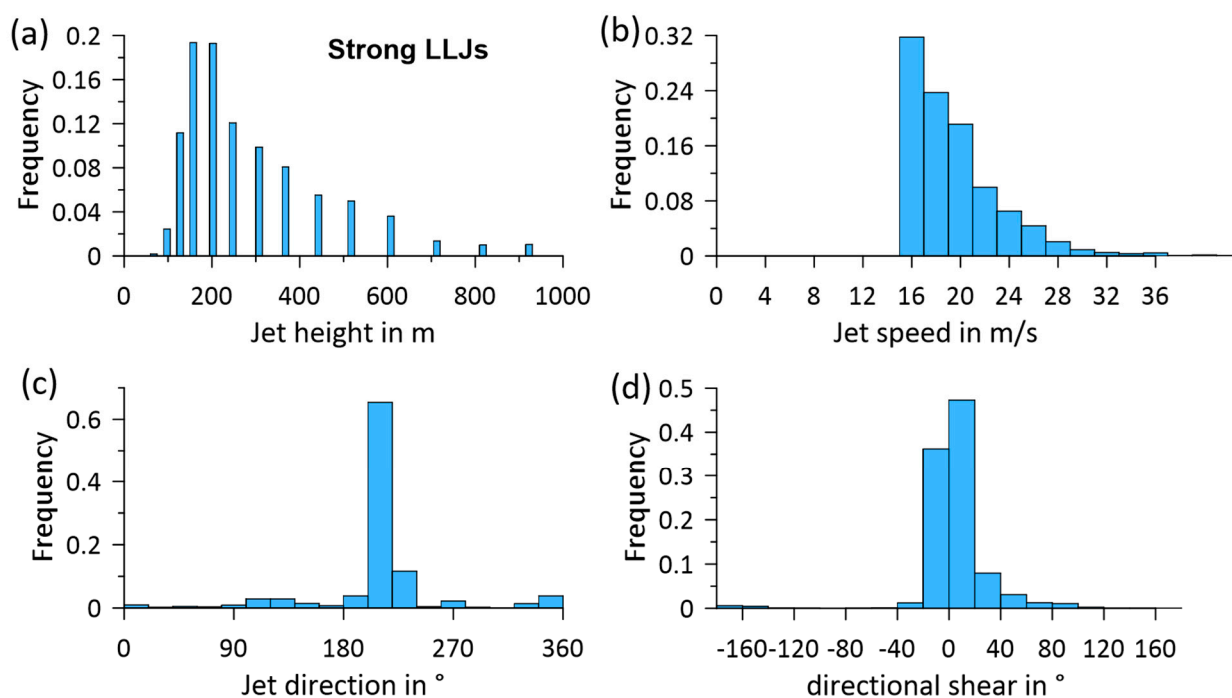 (a)
Strong LLJs
Frequency
0.2
0.16
0.12
0.08
0.04
0
0 200 400 600 800 1000
Jet height in m
(b)
Frequency
0.32
0.24
0.16
0.08
0
0 4 8 12 16 20 24 28 32 36
Jet speed in m/s
(c)
Frequency
0.6
0.4
0.2
0
0 90 180 270 360
Jet direction in °
(d)
Frequency
0.5
0.4
0.3
0.2
0.1
0
-160 -120 -80 -40 0 40 80 120 160
directional shear in °